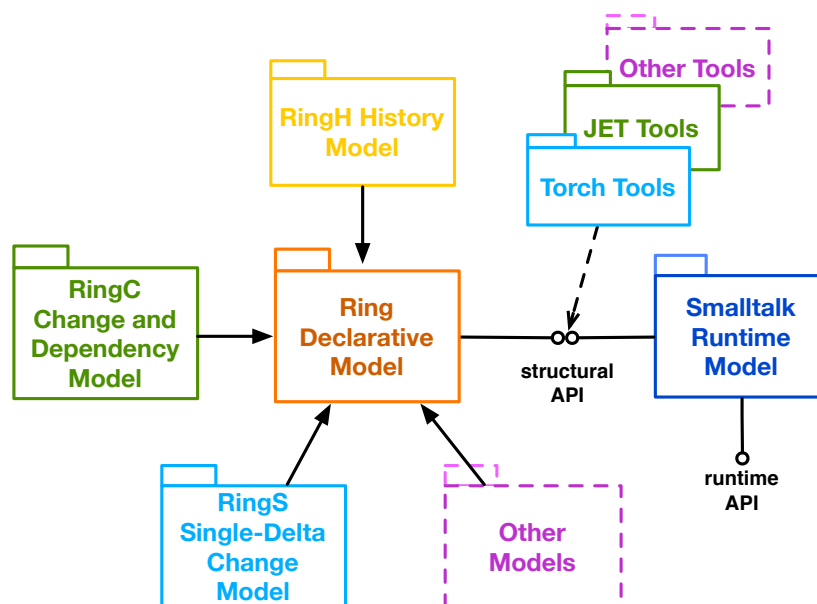 Other Tools
JET Tools
Torch Tools
RingH History
Model
RingC
Change and
Dependency
Model
Ring
Declarative
Model
structural
API
Smalltalk
Runtime
Model
runtime
API
RingS
Single-Delta
Change
Model
Other
Models